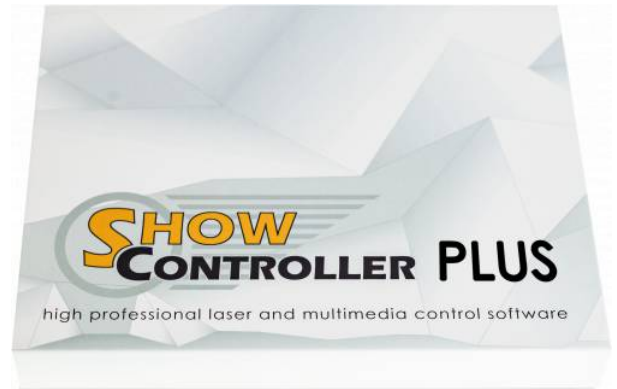 SHOW
CONTROLLER PLUS
high professional laser and multimedia control software